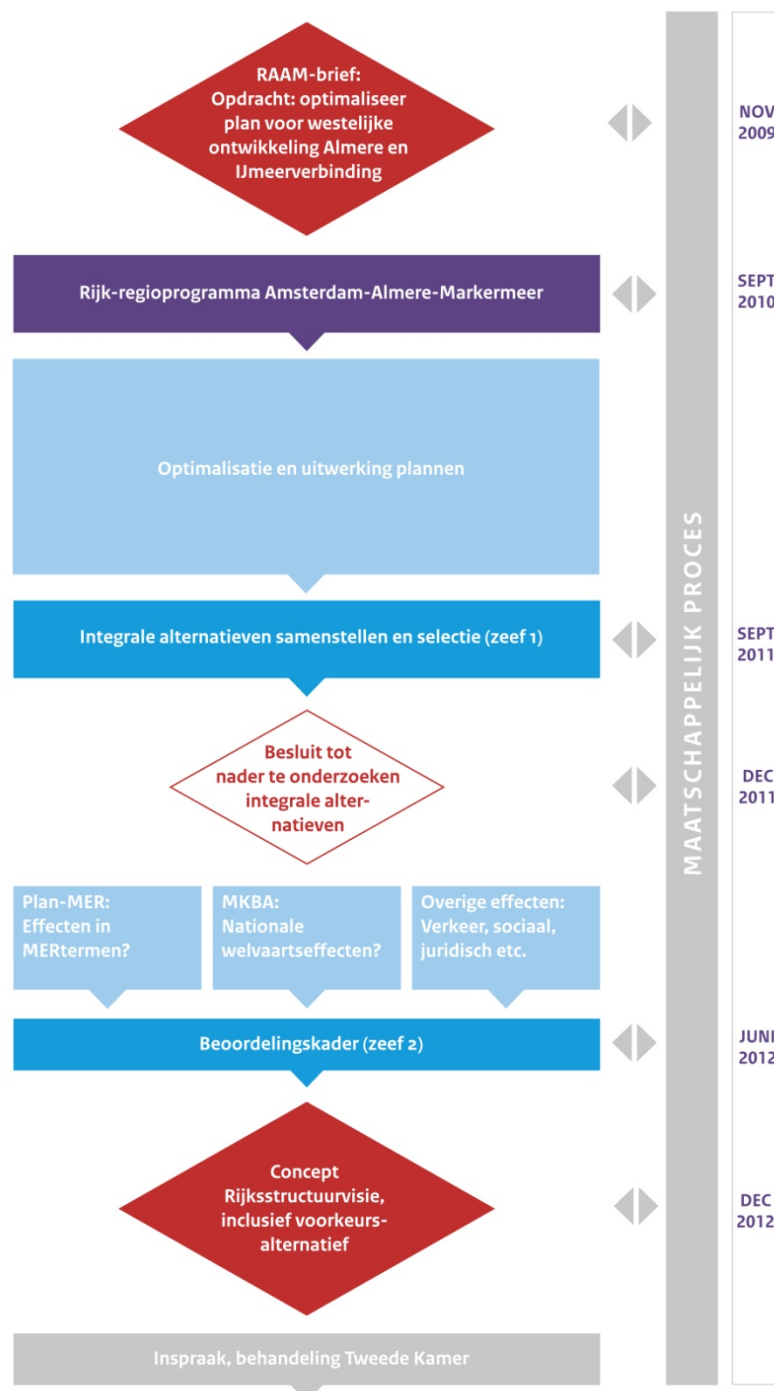 RAAM-brief:
Opdracht: optimaliseer
plan voor westelijke
ontwikkeling Almere en
IJmeerverbinding
NOV
2009
Rijk-regioprogramma Amsterdam-Almere-Markermeer
SEPT
2010
Optimalisatie en uitwerking plannen
Integrale alternatieven samenstellen en selectie (zeef 1)
SEPT
2011
MAATSCHAPPELIJK PROCES
Besluit tot
nader te onderzoeken
integrale alter-
natieven
DEC
2011
Plan-MER:
Effecten in
MERtermen?
MKBA:
Nationale
welvaartseffecten?
Overige effecten:
Verkeer, sociaal,
juridisch etc.
Beoordelingskader (zeef 2)
JUNI
2012
Concept
Rijksstructuurvisie,
inclusief voorkeurs-
alternatief
DEC
2012
Inspraak, behandeling Tweede Kamer